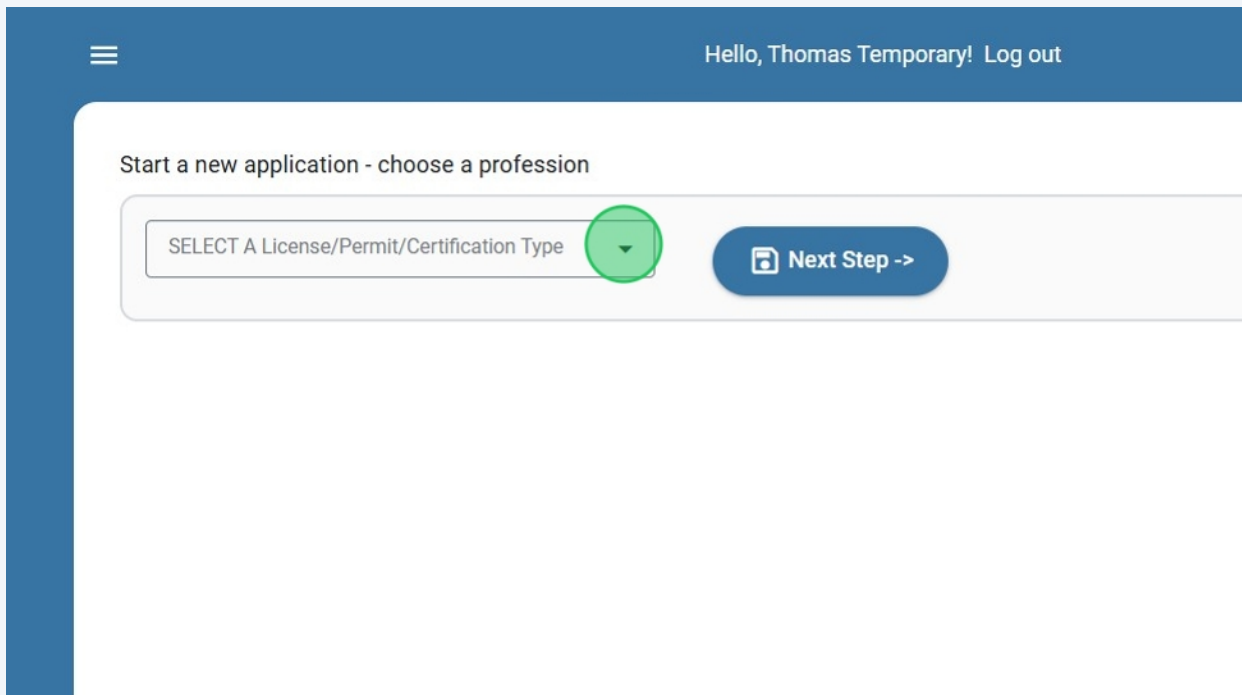 Hello, Thomas Temporary! Log out
Start a new application - choose a profession
SELECT A License/Permit/Certification Type
Next Step ->